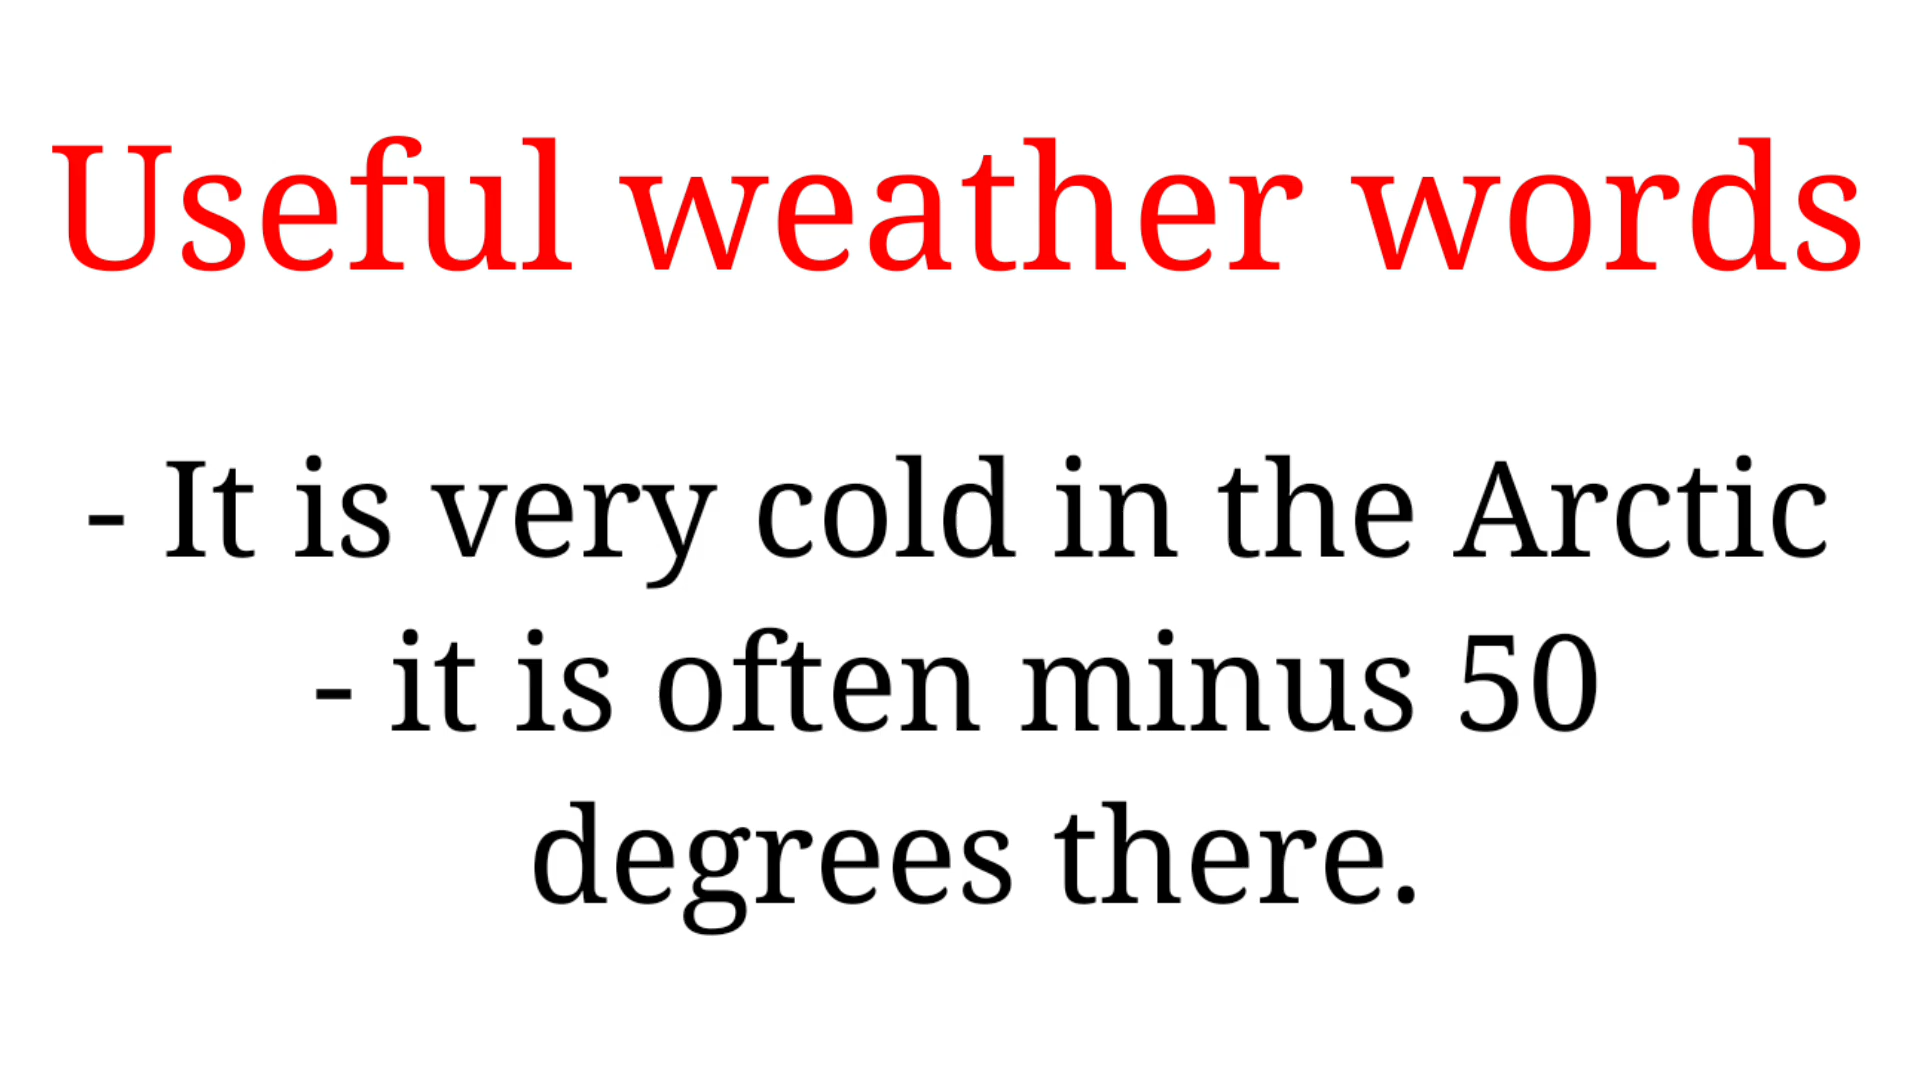 Useful weather words
- It is very cold in the Arctic
- it is often minus 50
degrees there.